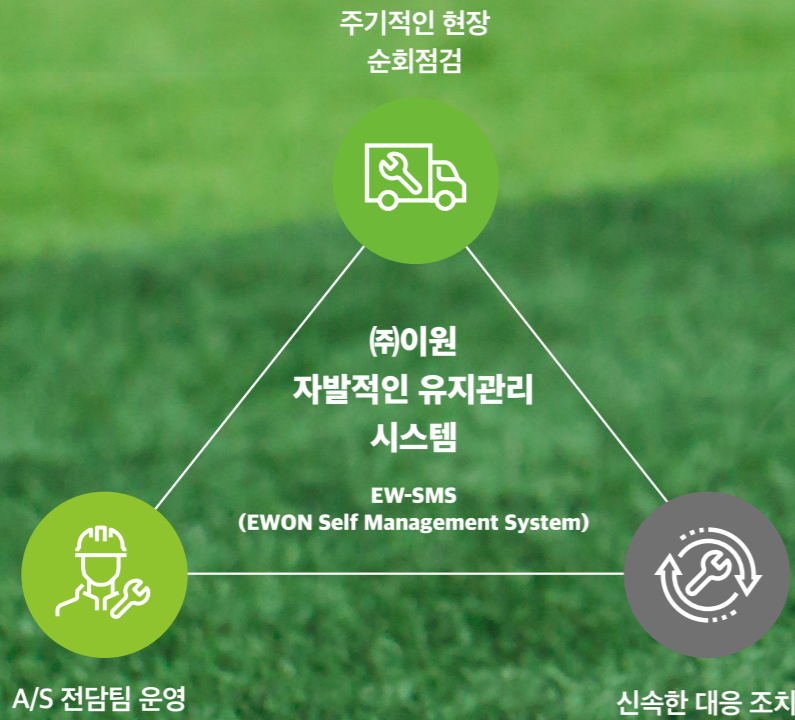 주기적인 현장
순회점검
㈜이원
자발적인 유지관리
시스템
EW-SMS
(EWON Self Management System)
A/S 전담팀 운영
신속한 대응 조치